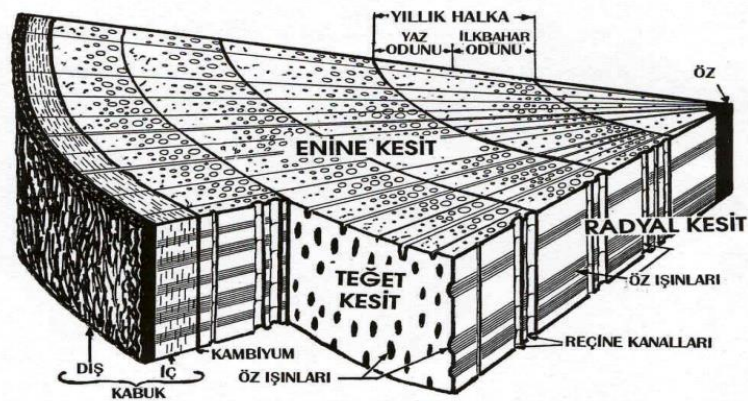 YILLIK HALKA
YAZ ODUNU
İLKBAHAR ODUNU
ÖZ
ENİNE KESİT
RADYAL KESİT
TEĞET KESİT
ÖZ IŞINLARI
REÇİNE KANALLARI
KAMBİYUM
DIŞ
İÇ
ÖZ IŞINLARI
KABUK